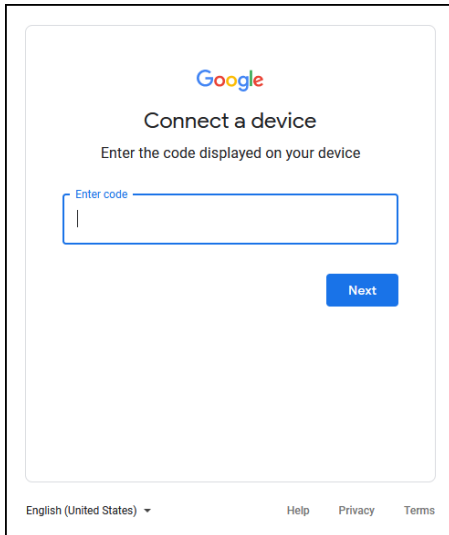 Google
Connect a device
Enter the code displayed on your device
Enter code
Next
English (United States) Help Privacy Terms